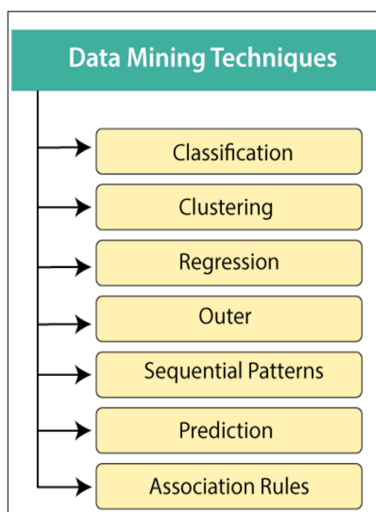 Data Mining Techniques
Classification
Clustering
Regression
Outer
Sequential Patterns
Prediction
Association Rules